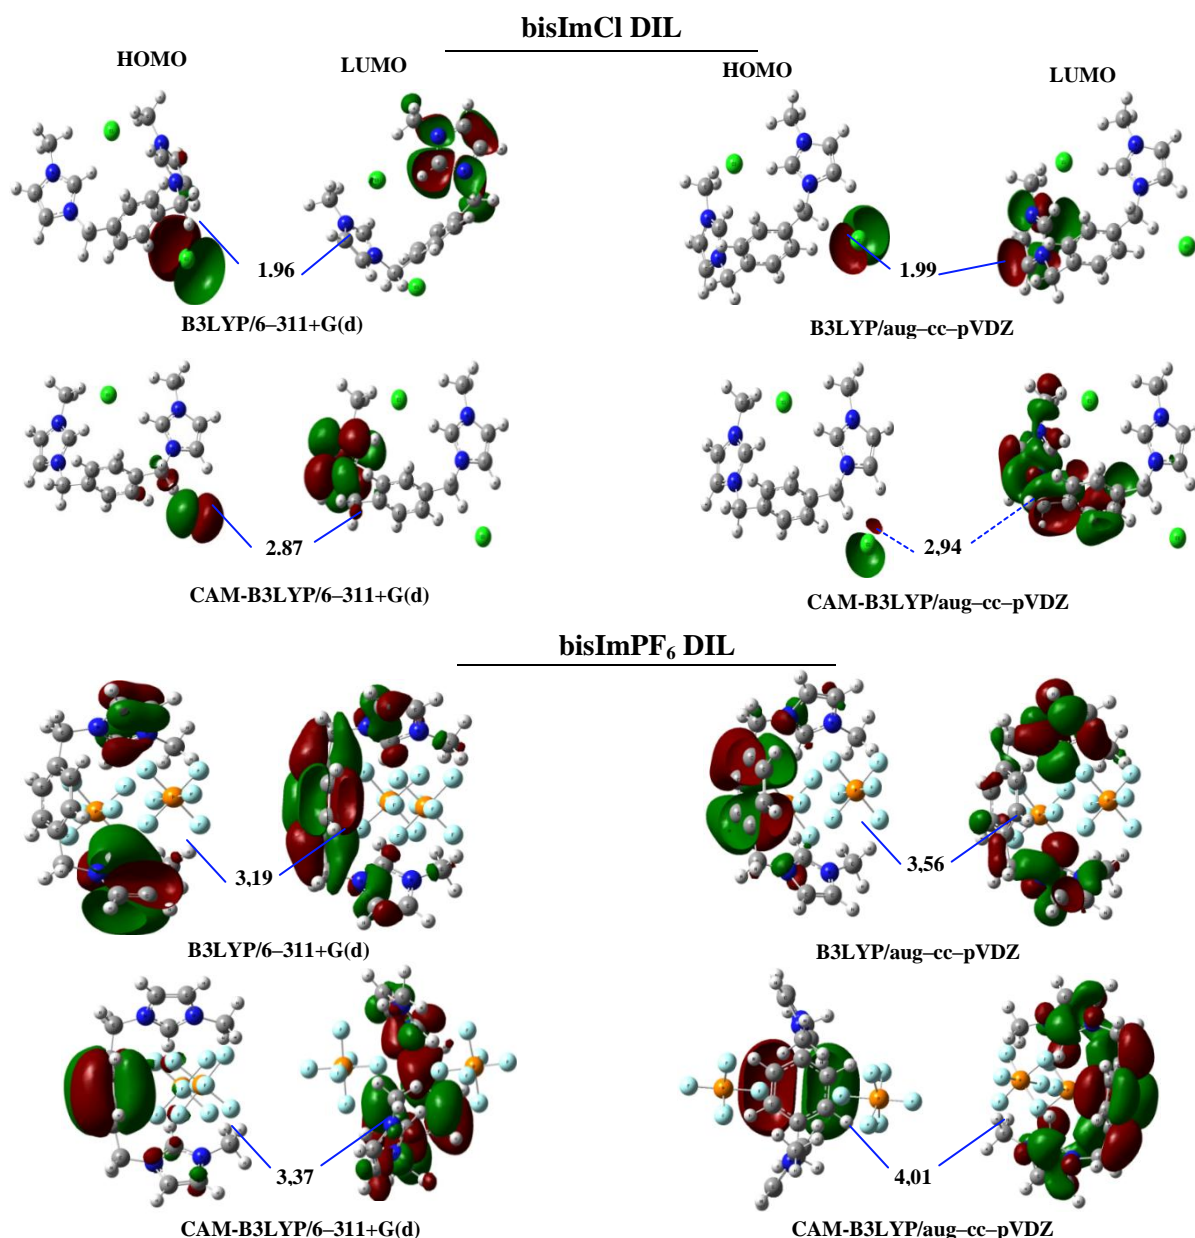 bisImCl DIL
HOMO
LUMO
HOMO
LUMO
1.96
1.99
B3LYP/6–311+G(d)
B3LYP/aug–cc–pVDZ
2.87
2,94
CAM-B3LYP/6–311+G(d)
CAM-B3LYP/aug–cc–pVDZ
bisImPF₆ DIL
3,19
3,56
B3LYP/6–311+G(d)
B3LYP/aug–cc–pVDZ
3,37
4,01
CAM-B3LYP/6–311+G(d)
CAM-B3LYP/aug–cc–pVDZ